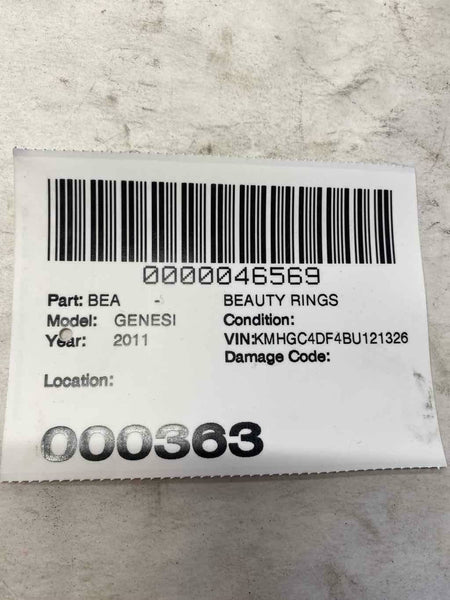 0000046569
Part: BEA - BEAUTY RINGS
Model: GENESI Condition:
Year: 2011 VIN:KMHGC4DF4BU121326
Damage Code:
Location:
000363